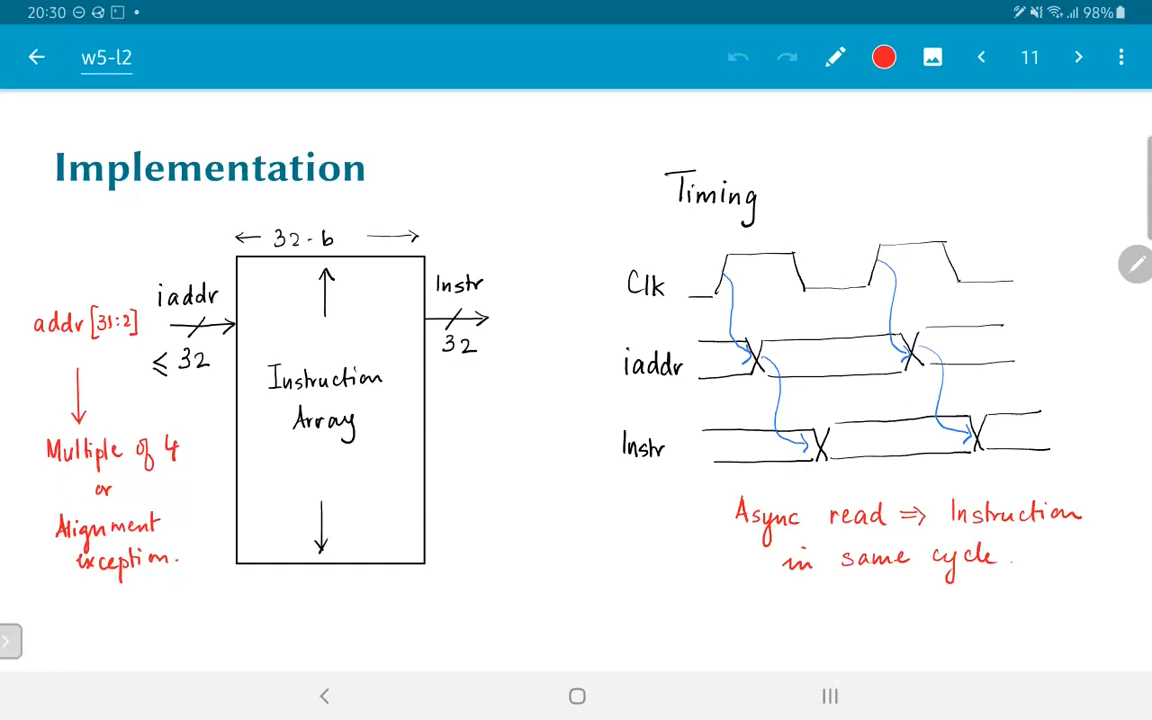 20:30
98%
w5-l2
11
Implementation
← 32-b →
iaddr
≤ 32
Instr
32
addr [31:2]
Multiple of 4
or
Alignment
exception.
Instruction
Array
Timing
Clk
iaddr
Instr
Async read ⇒ Instruction
in same cycle.